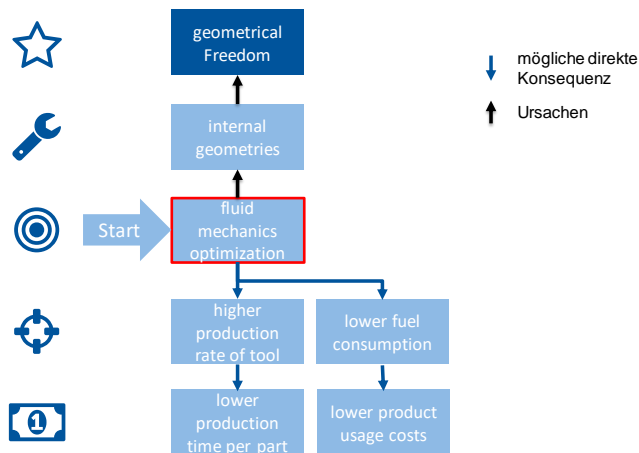 geometrical
Freedom
mögliche direkte
Konsequenz
Ursachen
internal
geometries
Start
fluid
mechanics
optimization
higher
production
rate of tool
lower fuel
consumption
1
lower
production
time per part
lower product
usage costs